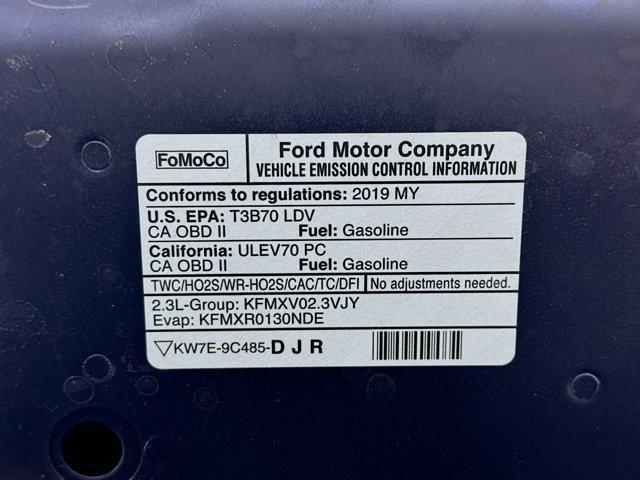 FoMoCo
Ford Motor Company
VEHICLE EMISSION CONTROL INFORMATION
Conforms to regulations: 2019 MY
U.S. EPA: T3B70 LDV
CA OBD II Fuel: Gasoline
California: ULEV70 PC
CA OBD II Fuel: Gasoline
TWC/HO2S/WR-HO2S/CAC/TC/DFI No adjustments needed.
2.3L-Group: KFMXV02.3VJY
Evap: KFMXR0130NDE
KW7E-9C485-D J R